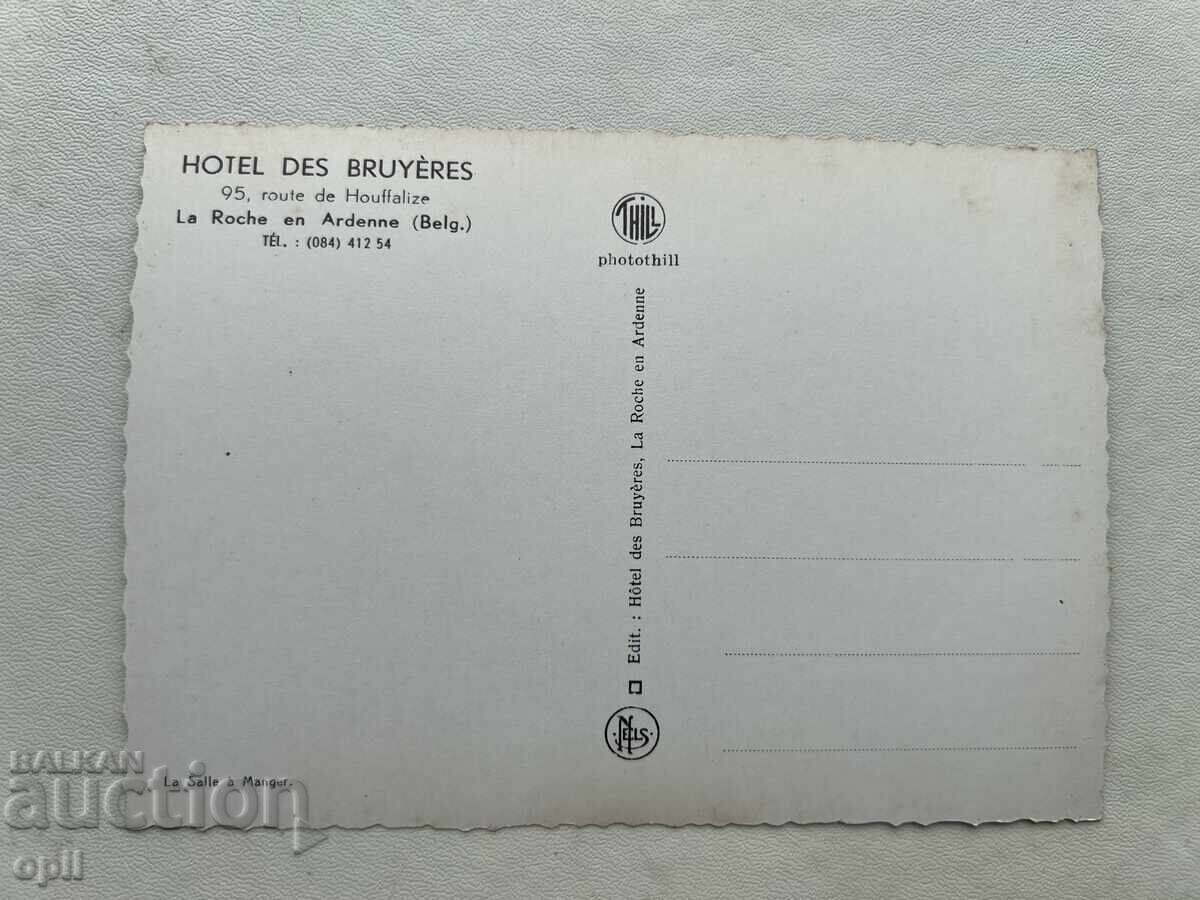 HOTEL DES BRUYÈRES
95, route de Houffalize
La Roche en Ardenne (Belg.)
TÉL. : (084) 412 54
THILL
photothill
Edit. : Hôtel des Bruyères, La Roche en Ardenne
NELS
La Salle à Manger.
BALKAN
auction
opll